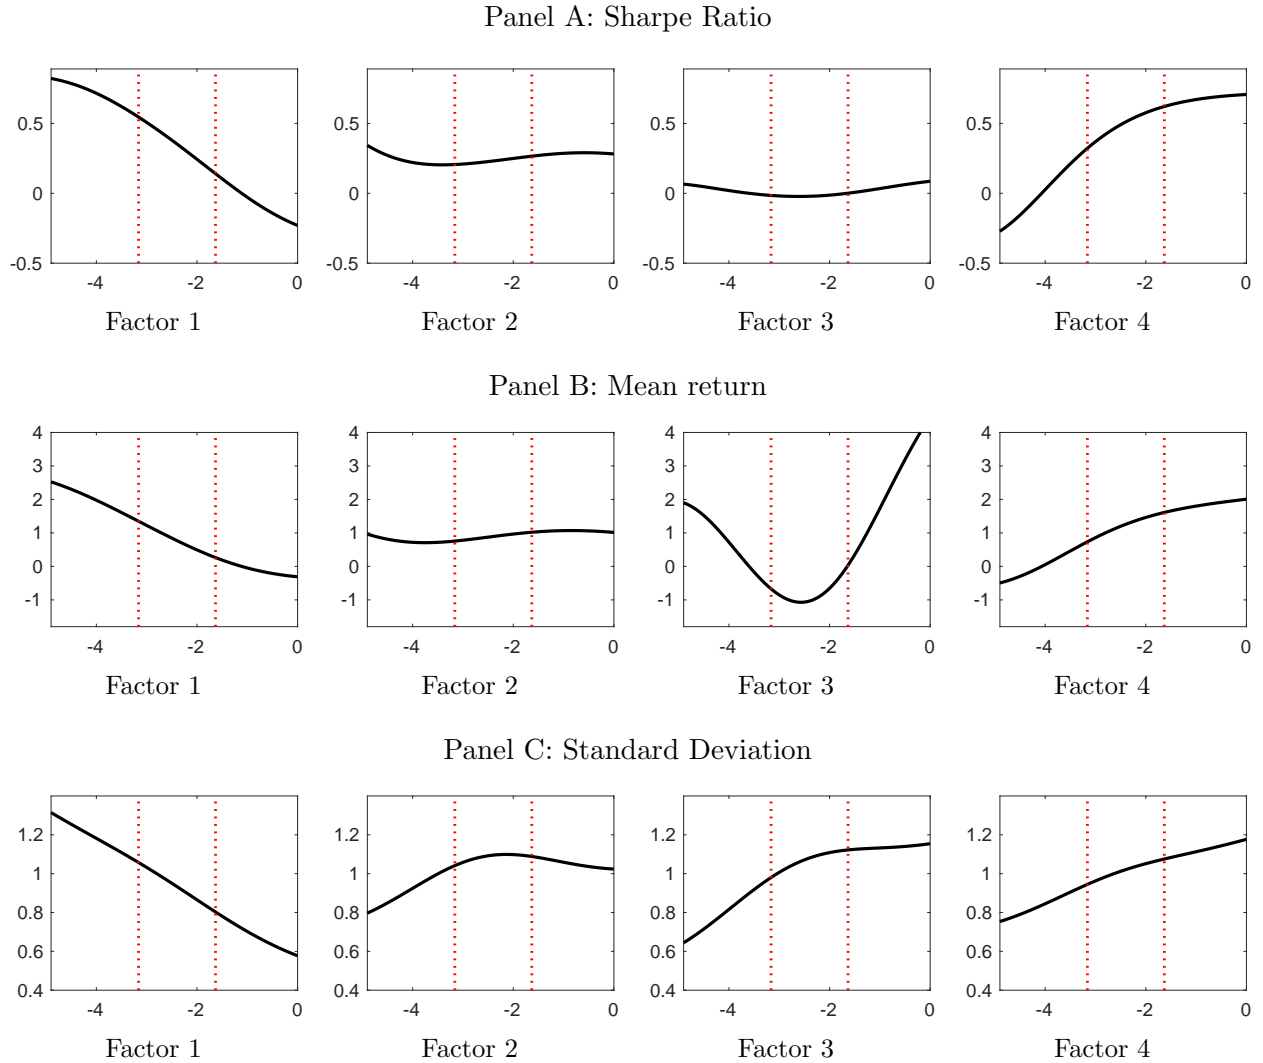 Panel A: Sharpe Ratio
0.5
0
-0.5
-4 -2 0
Factor 1
0.5
0
-0.5
-4 -2 0
Factor 2
0.5
0
-0.5
-4 -2 0
Factor 3
0.5
0
-0.5
-4 -2 0
Factor 4
Panel B: Mean return
4
3
2
1
0
-1
-4 -2 0
Factor 1
4
3
2
1
0
-1
-4 -2 0
Factor 2
4
3
2
1
0
-1
-4 -2 0
Factor 3
4
3
2
1
0
-1
-4 -2 0
Factor 4
Panel C: Standard Deviation
1.2
1
0.8
0.6
0.4
-4 -2 0
Factor 1
1.2
1
0.8
0.6
0.4
-4 -2 0
Factor 2
1.2
1
0.8
0.6
0.4
-4 -2 0
Factor 3
1.2
1
0.8
0.6
0.4
-4 -2 0
Factor 4